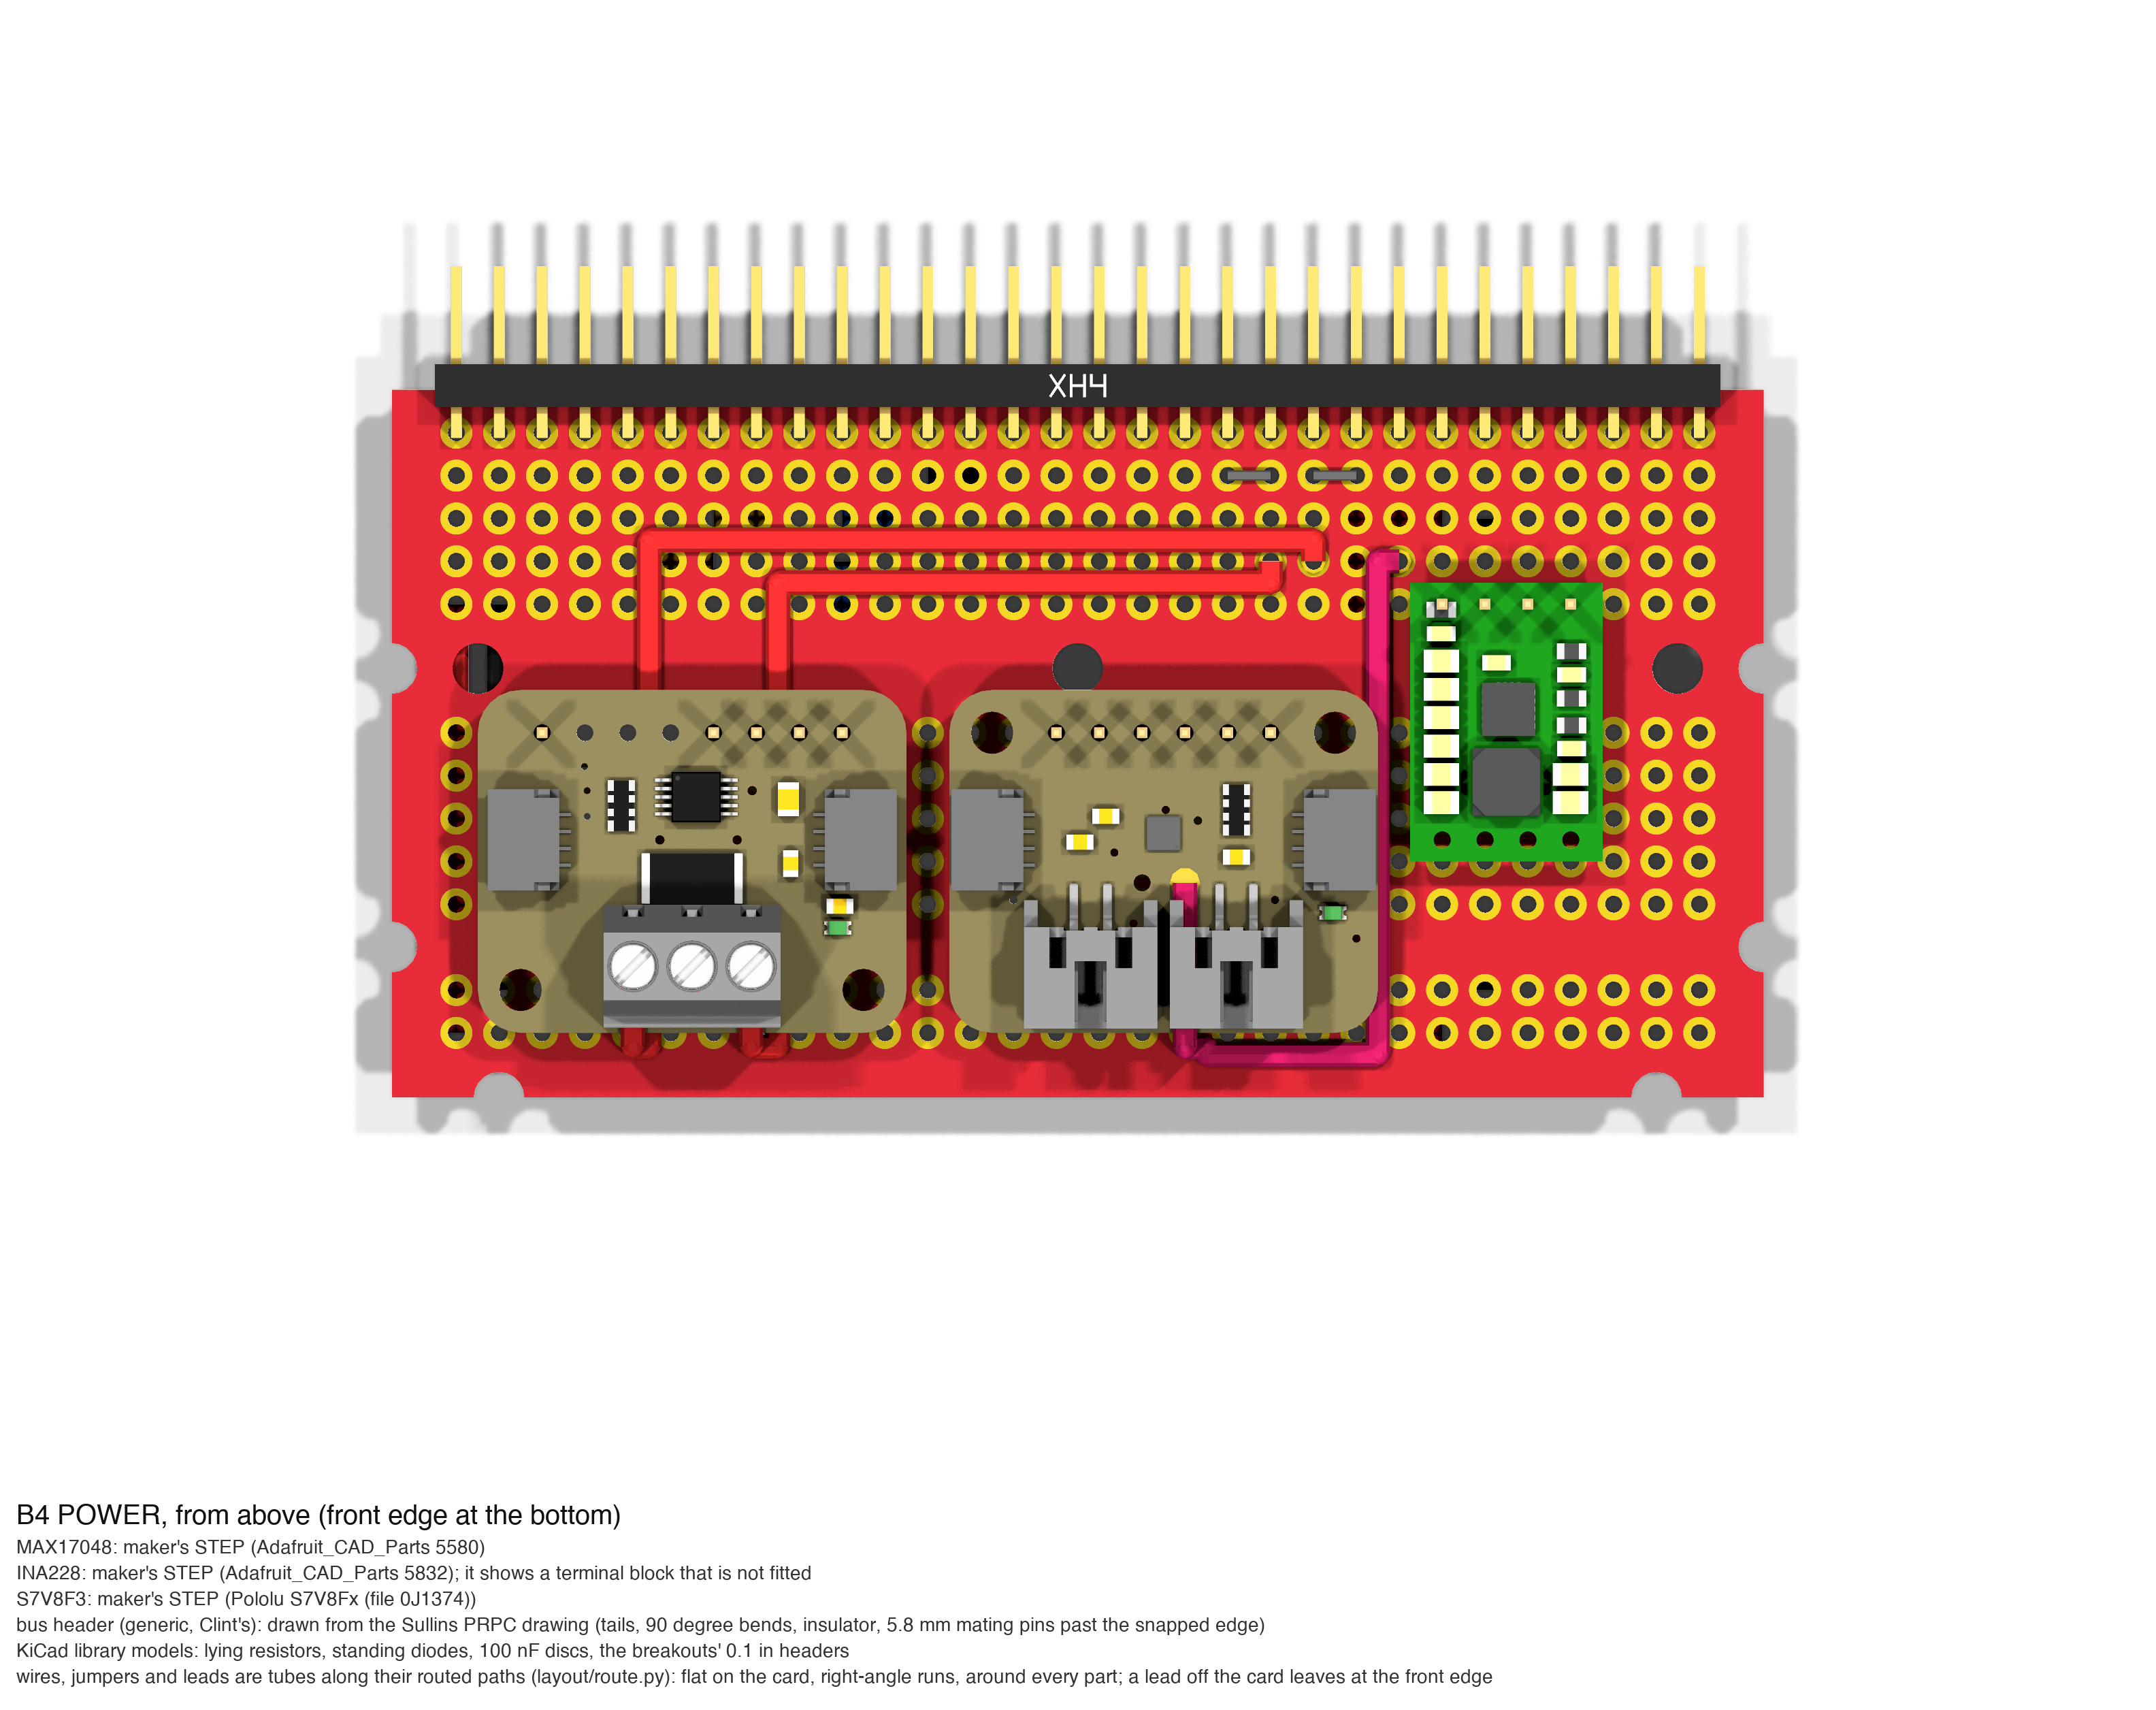 XH4
B4 POWER, from above (front edge at the bottom)
MAX17048: maker's STEP (Adafruit_CAD_Parts 5580)
INA228: maker's STEP (Adafruit_CAD_Parts 5832); it shows a terminal block that is not fitted
S7V8F3: maker's STEP (Pololu S7V8Fx (file 0J1374))
bus header (generic, Clint's): drawn from the Sullins PRPC drawing (tails, 90 degree bends, insulator, 5.8 mm mating pins past the snapped edge)
KiCad library models: lying resistors, standing diodes, 100 nF discs, the breakouts' 0.1 in headers
wires, jumpers and leads are tubes along their routed paths (layout/route.py): flat on the card, right-angle runs, around every part; a lead off the card leaves at the front edge